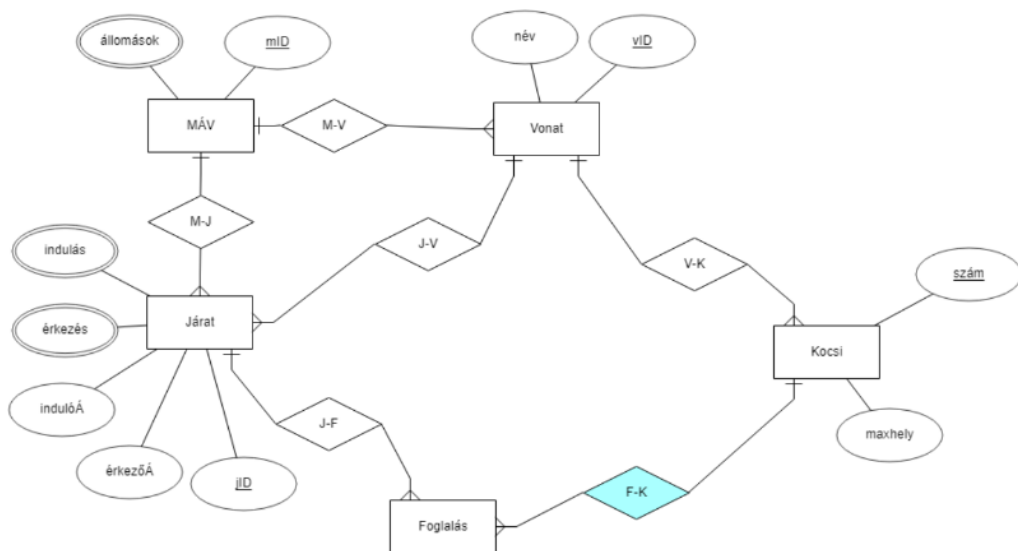 állomások
mID
név
vID
MÁV
M-V
Vonat
M-J
indulás
J-V
V-K
szám
érkezés
Járat
Kocsi
indulóÁ
J-F
maxhely
érkezőÁ
jID
F-K
Foglalás